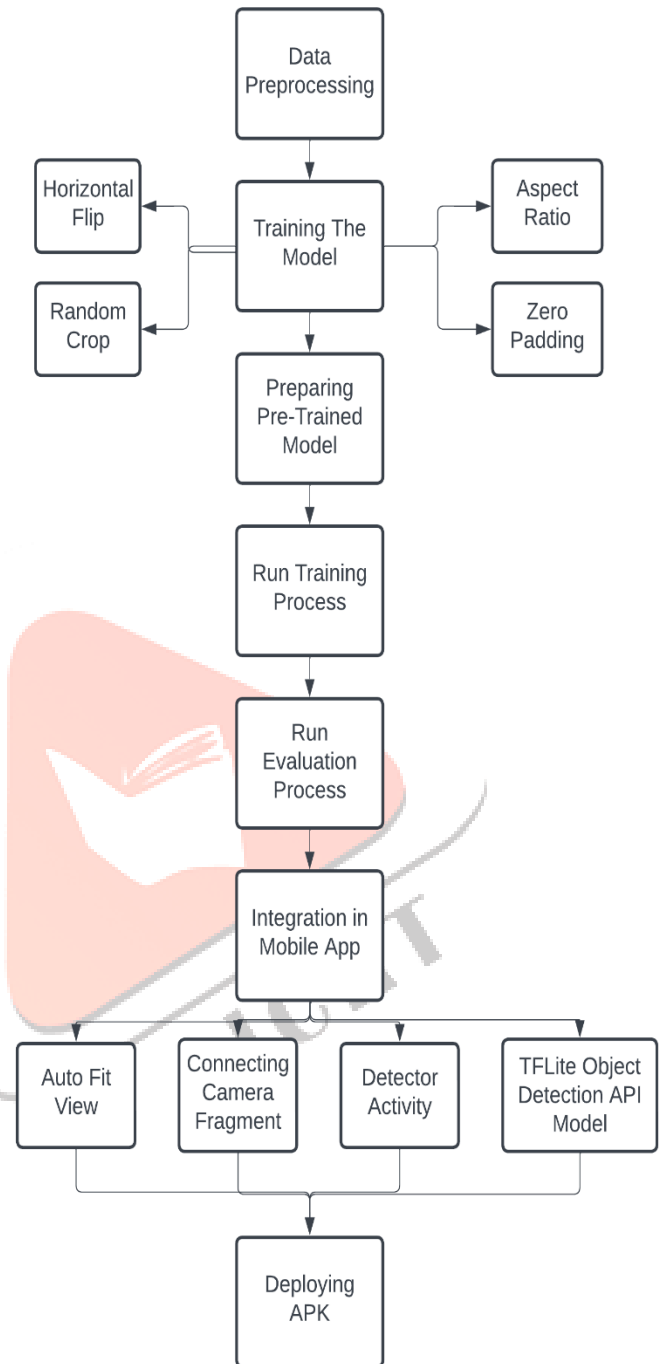 Data
Preprocessing
Horizontal
Flip
Training The
Model
Aspect
Ratio
Random
Crop
Zero
Padding
Preparing
Pre-Trained
Model
Run Training
Process
Run
Evaluation
Process
Integration in
Mobile App
Auto Fit
View
Connecting
Camera
Fragment
Detector
Activity
TFLite Object
Detection API
Model
Deploying
APK